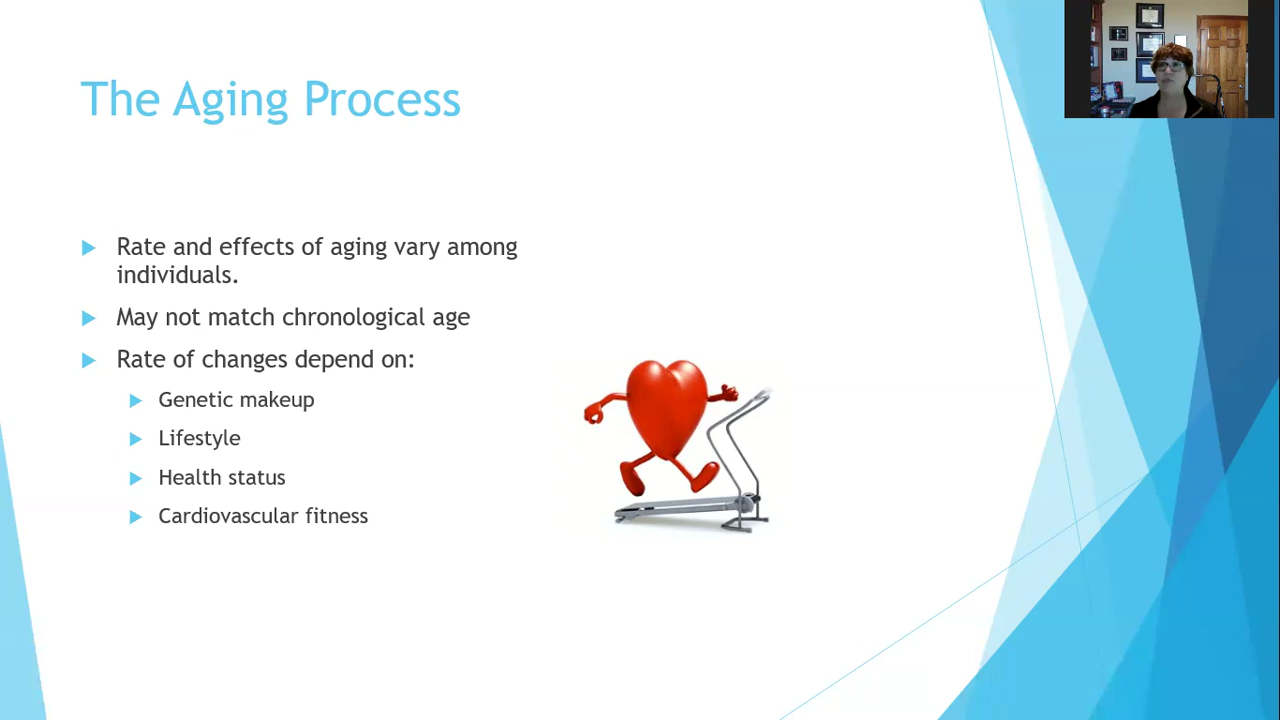 The Aging Process
Rate and effects of aging vary among
individuals.
May not match chronological age
Rate of changes depend on:
Genetic makeup
Lifestyle
Health status
Cardiovascular fitness